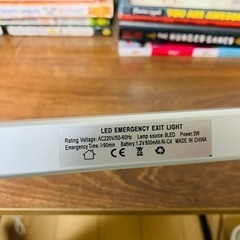 THE HUNGER GAMES
LED EMERGENCY EXIT LIGHT
Rating Voltage: AC220V/50-60Hz Lamp source: 8LED Power:3W
Emergency Time: ≥90min Battery:1.2V 800mAh Ni-Cd
MADE IN CHINA